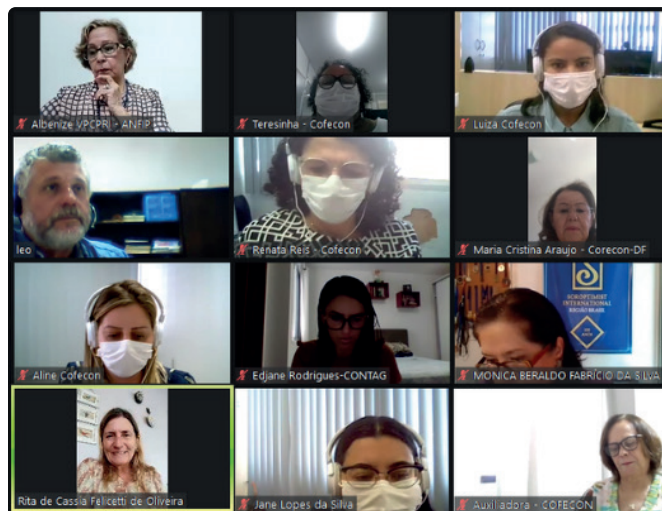 Albenize VPCPRI - ANFIP
Teresinha - Cofecon
Luiza Cofecon
leo
Renata Reis - Cofecon
Maria Cristina Araujo - Corecon-DF
Aline Cofecon
Edjane Rodrigues-CONTAG
SOROPTIMIST
INTERNATIONAL
REGIÃO BRASIL
MONICA BERALDO FABRÍCIO DA SILVA
Rita de Cassia Felicetti de Oliveira
Jane Lopes da Silva
Auxiliadora - COFECON